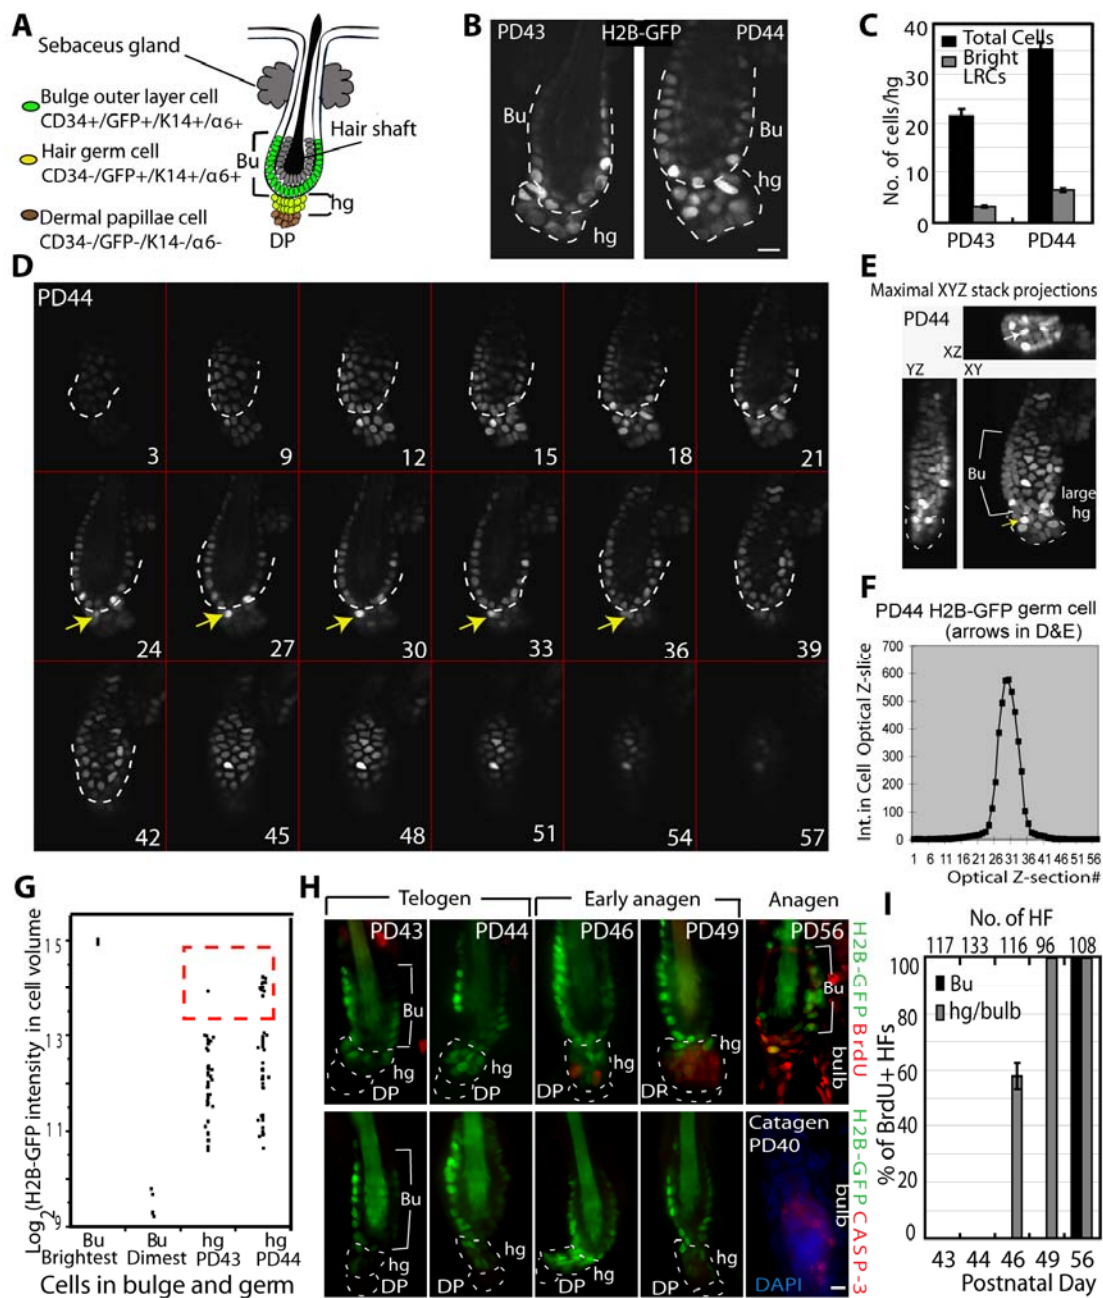 A
Sebaceus gland
Bulge outer layer cell
CD34+/GFP+/K14+/α6+
Hair germ cell
CD34-/GFP+/K14+/α6+
Dermal papillae cell
CD34-/GFP-/K14-/α6-
Bu
Hair shaft
hg
DP
B
PD43
H2B-GFP
PD44
Bu
Bu
hg
hg
C
No. of cells/hg
40
30
20
10
0
Total Cells
Bright
LRCs
PD43
PD44
D
PD44
3
9
12
15
18
21
24
27
30
33
36
39
42
45
48
51
54
57
E
Maximal XYZ stack projections
PD44
XZ
YZ
XY
Bu
large
hg
F
PD44 H2B-GFP germ cell
(arrows in D&E)
Int. in Cell Optical Z-slice
700
600
500
400
300
200
100
0
1 6 11 16 21 26 31 36 41 46 51 56
Optical Z-section#
G
Log2(H2B-GFP intensity in cell volume)
115
13
11
9
Bu
Brightest
Bu
Dimest
hg
PD43
hg
PD44
Cells in bulge and germ
H
Telogen
Early anagen
Anagen
PD43
PD44
PD46
PD49
PD56
Bu
hg
DP
hg
DP
hg
DP
Bu
bulb
H2B-GFP BrdU
Bu
hg
DP
hg
DP
hg
DP
Catagen
PD40
bulb
DAPI
H2B-GFP CASP-3
I
No. of HF
117 133 116 96 108
% of BrdU+ HFs
100
80
60
40
20
0
Bu
hg/bulb
43 44 46 49 56
Postnatal Day